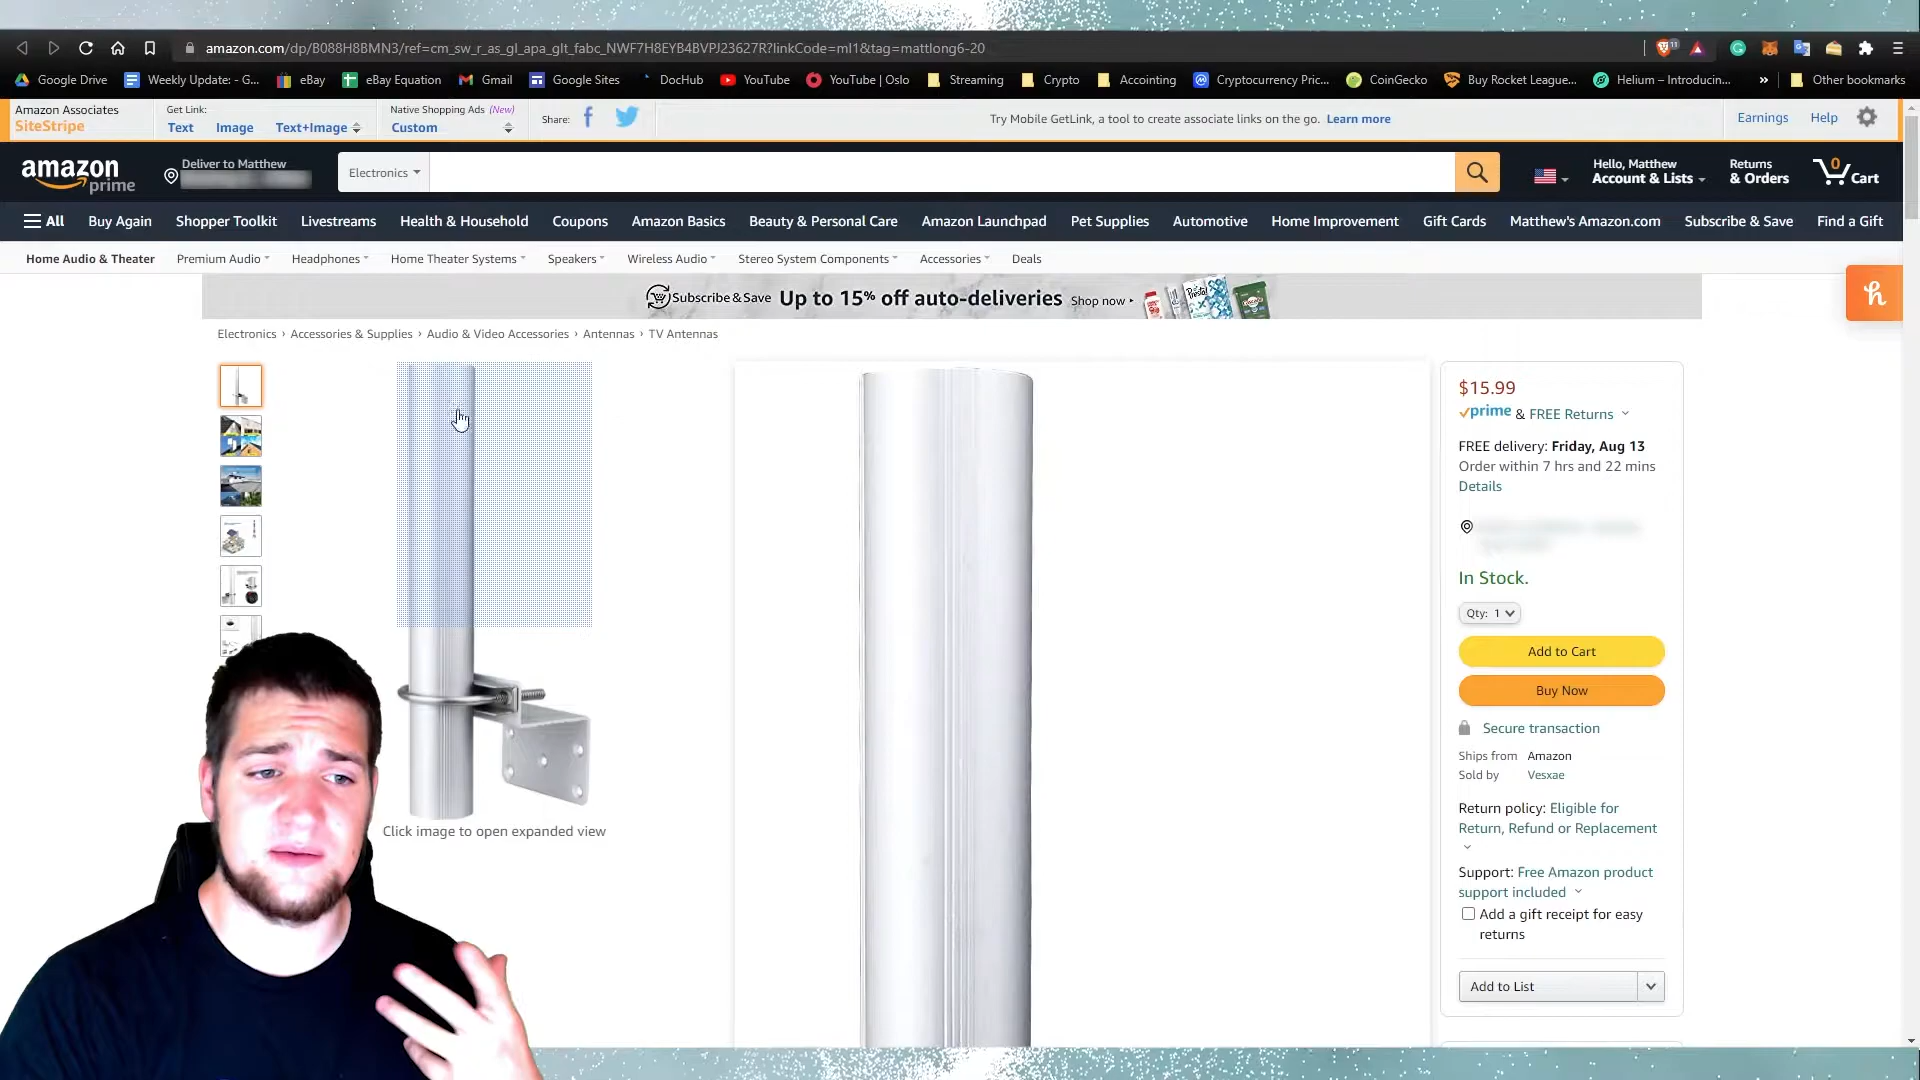 amazon.com/dp/B088H8BMN3/ref=cm_sw_r_as_gl_apa_glt_fabc_NWF7H8EYB4BVPJ23627R?linkCode=ml1&tag=mattlong6-20
11
Google Drive Weekly Update: - G... eBay eBay Equation Gmail Google Sites DocHub YouTube YouTube | Oslo Streaming Crypto Accointing Cryptocurrency Pric... CoinGecko Buy Rocket League... Helium – Introducin... » Other bookmarks
Amazon Associates
SiteStripe
Get Link:
Text Image Text+Image
Native Shopping Ads (New)
Custom
Share:
Try Mobile GetLink, a tool to create associate links on the go. Learn more
Earnings Help
amazon prime
Deliver to Matthew
Electronics
Hello, Matthew
Account & Lists
Returns
& Orders
0
Cart
All Buy Again Shopper Toolkit Livestreams Health & Household Coupons Amazon Basics Beauty & Personal Care Amazon Launchpad Pet Supplies Automotive Home Improvement Gift Cards Matthew's Amazon.com Subscribe & Save Find a Gift
Home Audio & Theater Premium Audio Headphones Home Theater Systems Speakers Wireless Audio Stereo System Components Accessories Deals
Subscribe & Save Up to 15% off auto-deliveries Shop now
Electronics › Accessories & Supplies › Audio & Video Accessories › Antennas › TV Antennas
Click image to open expanded view
$15.99
prime & FREE Returns
FREE delivery: Friday, Aug 13
Order within 7 hrs and 22 mins
Details
In Stock.
Qty: 1
Add to Cart
Buy Now
Secure transaction
Ships from Amazon
Sold by Vesxae
Return policy: Eligible for
Return, Refund or Replacement
Support: Free Amazon product
support included
Add a gift receipt for easy
returns
Add to List